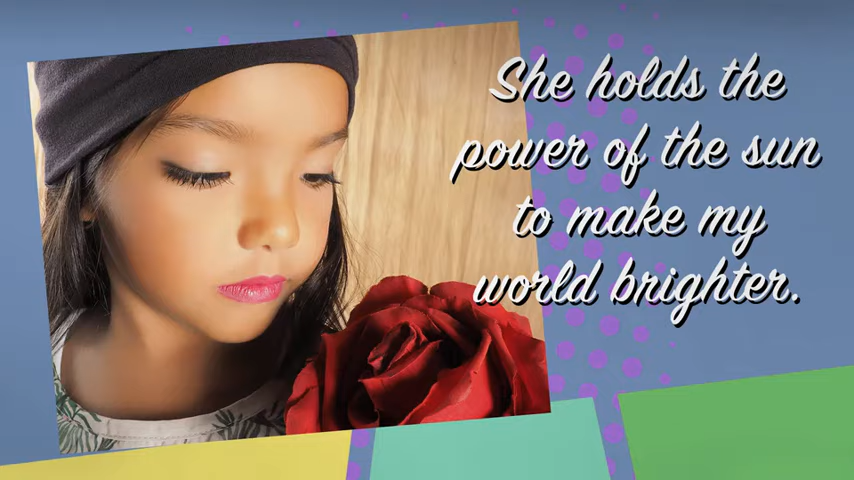 She holds the
power of the sun
to make my
world brighter.